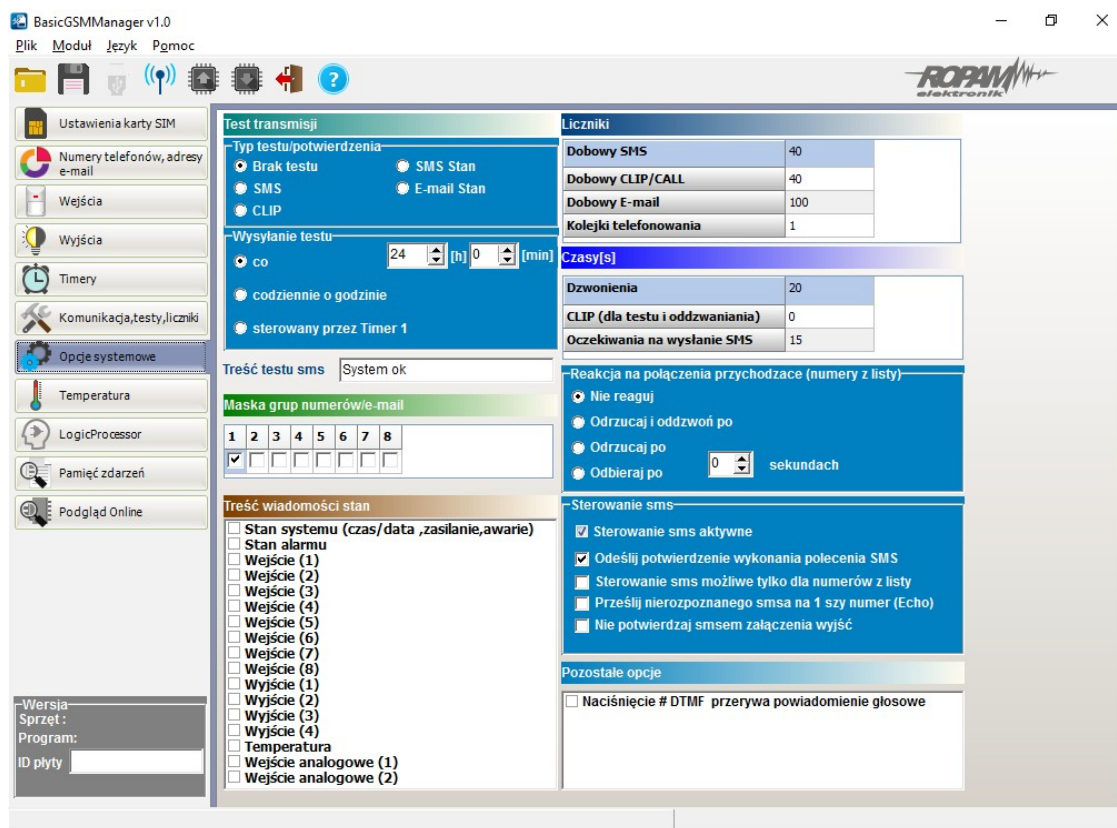 BasicGSMManager v1.0
Plik Moduł Język Pomoc
ROPAM
elektronik
Ustawienia karty SIM
Numery telefonów, adresy
e-mail
Wejścia
Wyjścia
Timery
Komunikacja,testy,liczniki
Opcje systemowe
Temperatura
LogicProcessor
Pamięć zdarzeń
Podgląd Online
Wersja
Sprzęt :
Program:
ID płyty
Test transmisji
Typ testu/potwierdzenia
Brak testu SMS Stan
SMS E-mail Stan
CLIP
Wysyłanie testu
co 24 [h] 0 [min]
codziennie o godzinie
sterowany przez Timer 1
Treść testu sms System ok
Maska grup numerów/e-mail
1 2 3 4 5 6 7 8
Treść wiadomości stan
Stan systemu (czas/data ,zasilanie,awarie)
Stan alarmu
Wejście (1)
Wejście (2)
Wejście (3)
Wejście (4)
Wejście (5)
Wejście (6)
Wejście (7)
Wejście (8)
Wyjście (1)
Wyjście (2)
Wyjście (3)
Wyjście (4)
Temperatura
Wejście analogowe (1)
Wejście analogowe (2)
Liczniki
Dobowy SMS 40
Dobowy CLIP/CALL 40
Dobowy E-mail 100
Kolejki telefonowania 1
Czasy[s]
Dzwonienia 20
CLIP (dla testu i oddzwaniania) 0
Oczekiwania na wysłanie SMS 15
Reakcja na połączenia przychodzace (numery z listy)
Nie reaguj
Odrzucaj i oddzwoń po
Odrzucaj po
Odbieraj po 0 sekundach
Sterowanie sms
Sterowanie sms aktywne
Odeślij potwierdzenie wykonania polecenia SMS
Sterowanie sms możliwe tylko dla numerów z listy
Prześlij nierozpoznanego smsa na 1 szy numer (Echo)
Nie potwierdzaj smsem załączenia wyjść
Pozostałe opcje
Naciśnięcie # DTMF przerywa powiadomienie głosowe